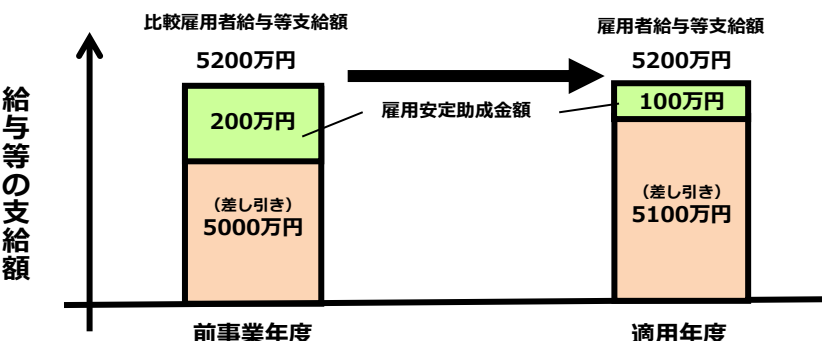 比較雇用者給与等支給額
5200万円
雇用者給与等支給額
5200万円
給与等の支給額
200万円
雇用安定助成金額
100万円
（差し引き）
5000万円
（差し引き）
5100万円
前事業年度
適用年度